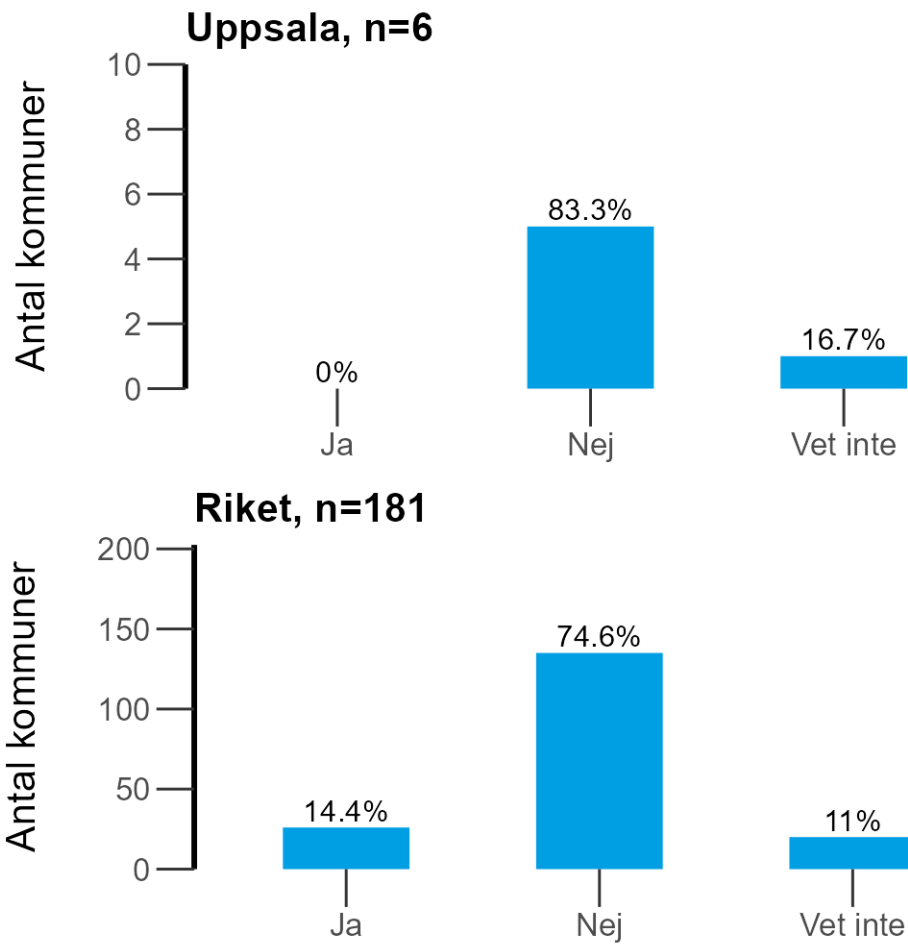 Uppsala, n=6
Antal kommuner
10
8
6
4
2
0
0%
83.3%
16.7%
Ja
Nej
Vet inte
Riket, n=181
Antal kommuner
200
150
100
50
0
14.4%
74.6%
11%
Ja
Nej
Vet inte